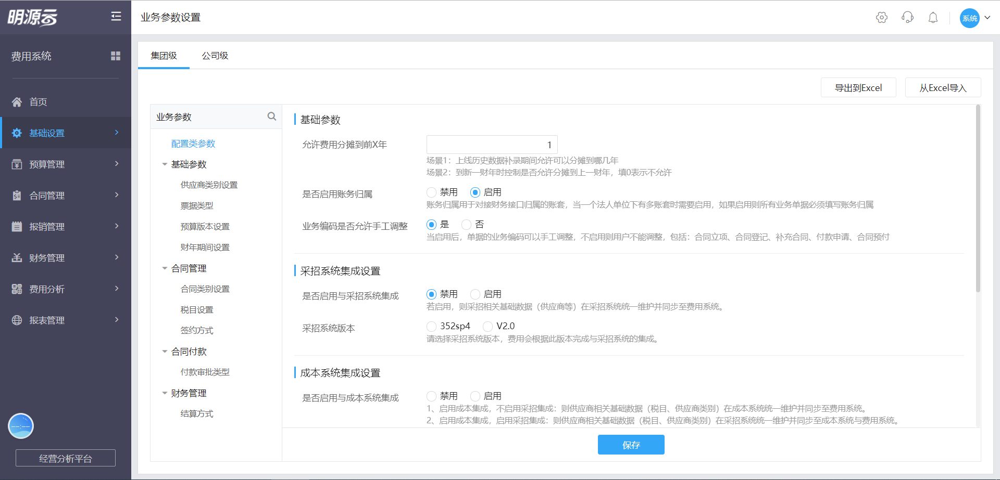 明源云
业务参数设置
系统
费用系统
首页
基础设置
预算管理
合同管理
报销管理
财务管理
费用分析
报表管理
--:--
经营分析平台
集团级
公司级
导出到Excel
从Excel导入
业务参数
配置类参数
基础参数
供应商类别设置
票据类型
预算版本设置
财年期间设置
合同管理
合同类别设置
税目设置
签约方式
合同付款
付款审批类型
财务管理
结算方式
基础参数
允许费用分摊到前X年
1
场景1：上线历史数据补录期间允许可以分摊到哪几年
场景2：到新一财年时控制是否允许分摊到上一财年，填0表示不允许
是否启用账务归属
禁用 启用
账务归属用于对接财务接口归属的账套，当一个法人单位下有多账套时需要启用，如果启用则所有业务单据必须填写账务归属
业务编码是否允许手工调整
是 否
当启用后，单据的业务编码可以手工调整，不启用则用户不能调整，包括：合同立项、合同登记、补充合同、付款申请、合同预付
采招系统集成设置
是否启用与采招系统集成
禁用 启用
若启用，则采招相关基础数据（供应商等）在采招系统统一维护并同步至费用系统。
采招系统版本
352sp4 V2.0
请选择采招系统版本，费用会根据此版本完成与采招系统的集成。
成本系统集成设置
是否启用与成本系统集成
禁用 启用
1、启用成本集成，不启用采招集成：则供应商相关基础数据（税目、供应商类别）在成本系统统一维护并同步至费用系统。
2、启用成本集成，启用采招集成：则供应商相关基础数据（税目、供应商类别）在采招系统统一维护并同步至成本系统与费用系统。
保存